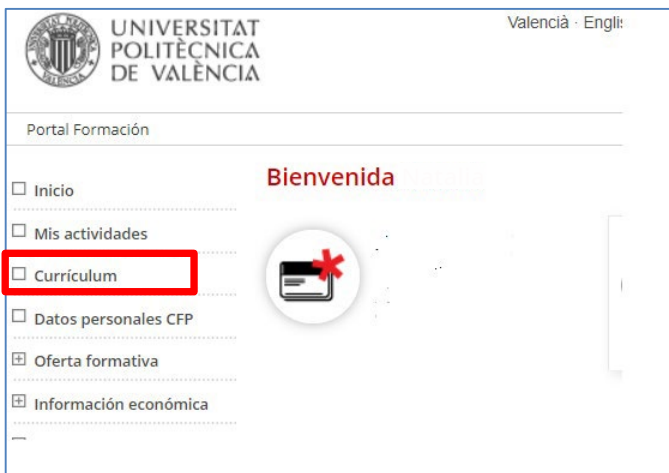 UNIVERSITAT
POLITÈCNICA
DE VALÈNCIA
Valencià · Englis
Portal Formación
Bienvenida
Inicio
Mis actividades
Currículum
Datos personales CFP
Oferta formativa
Información económica